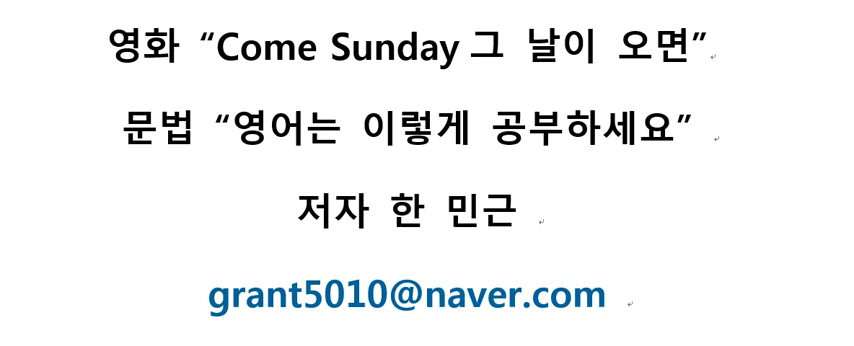 영화 “Come Sunday 그 날이 오면”
문법 “영어는 이렇게 공부하세요”
저자 한 민근
grant5010@naver.com